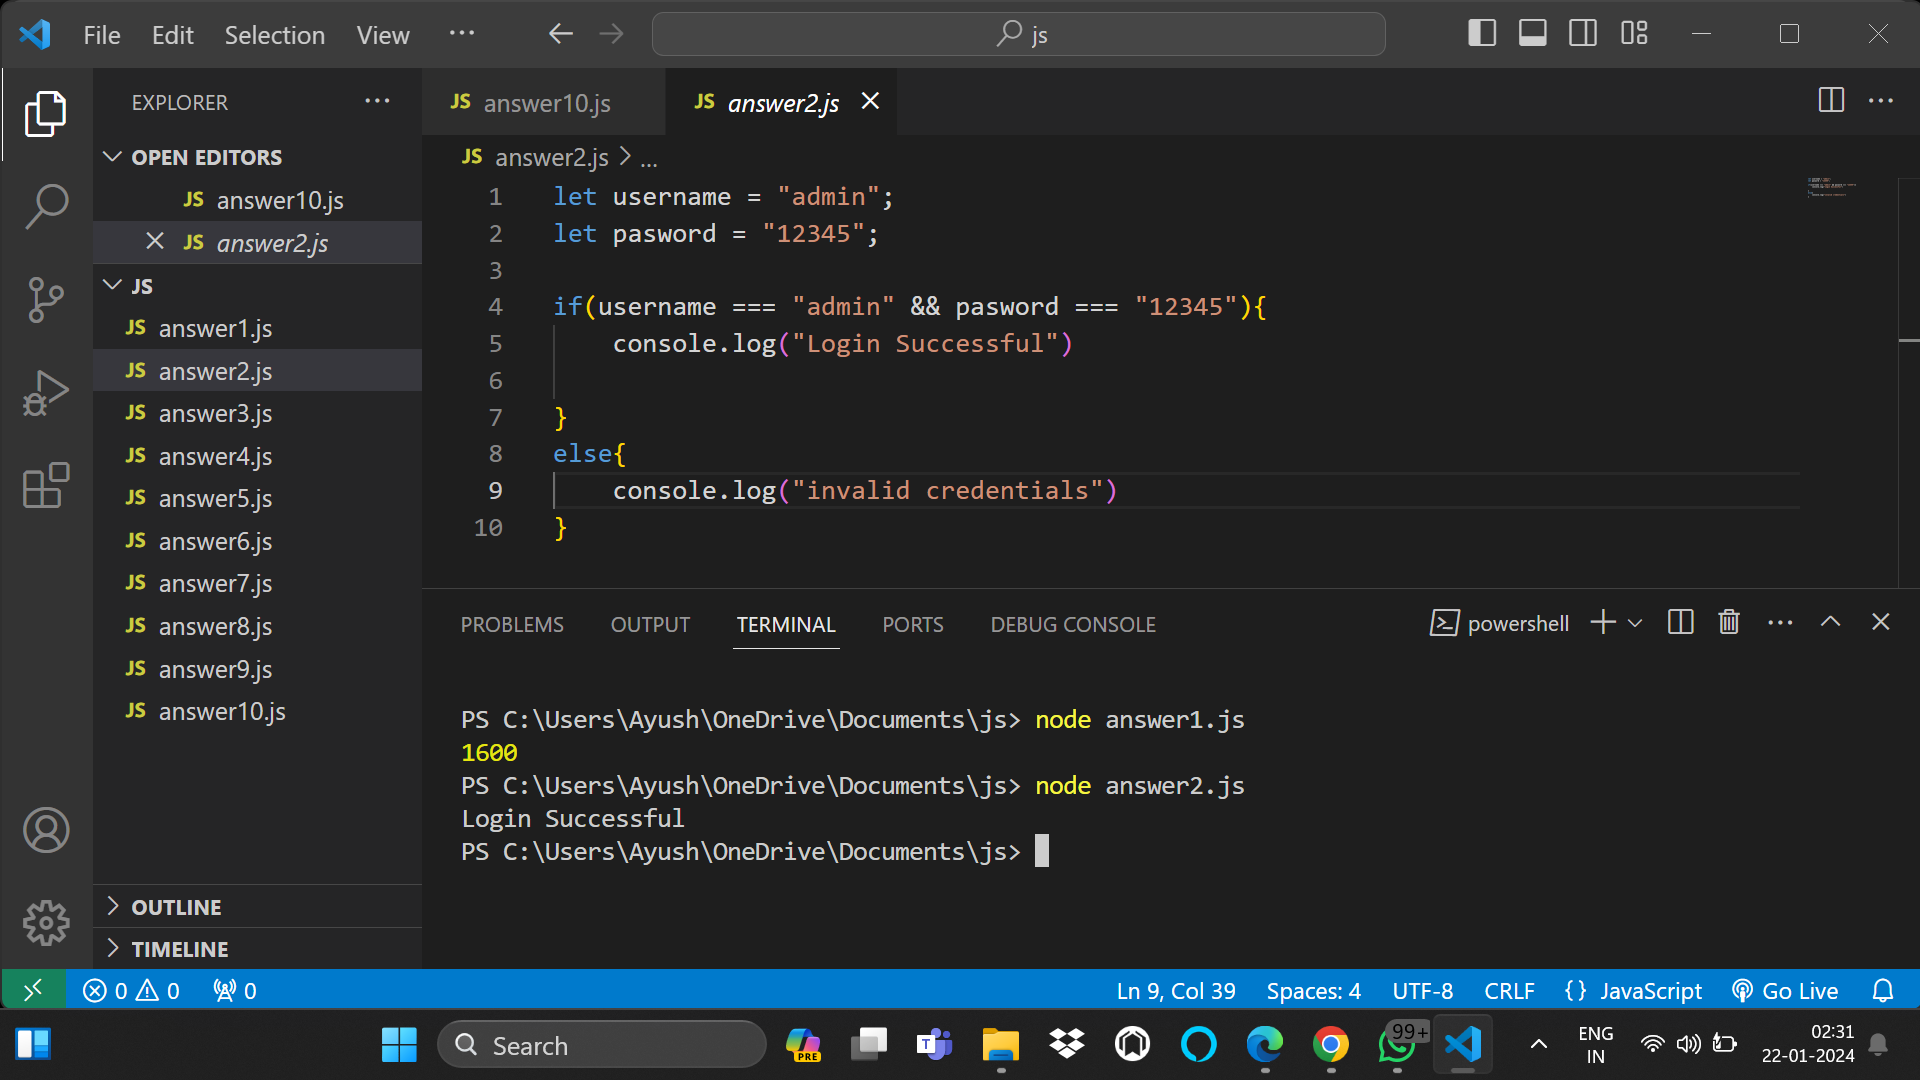 File Edit Selection View ···
js
EXPLORER ···
OPEN EDITORS
JS answer10.js
JS answer2.js
JS
JS answer1.js
JS answer2.js
JS answer3.js
JS answer4.js
JS answer5.js
JS answer6.js
JS answer7.js
JS answer8.js
JS answer9.js
JS answer10.js
OUTLINE
TIMELINE
JS answer10.js JS answer2.js
JS answer2.js > ...
1 let username = "admin";
2 let pasword = "12345";
3
4 if(username === "admin" && pasword === "12345"){
5 console.log("Login Successful")
6
7 }
8 else{
9 console.log("invalid credentials")
10 }
PROBLEMS OUTPUT TERMINAL PORTS DEBUG CONSOLE powershell
PS C:\Users\Ayush\OneDrive\Documents\js> node answer1.js
1600
PS C:\Users\Ayush\OneDrive\Documents\js> node answer2.js
Login Successful
PS C:\Users\Ayush\OneDrive\Documents\js>
0 0 0 Ln 9, Col 39 Spaces: 4 UTF-8 CRLF {} JavaScript Go Live
Search PRE T 99+ ENG 02:31
IN 22-01-2024